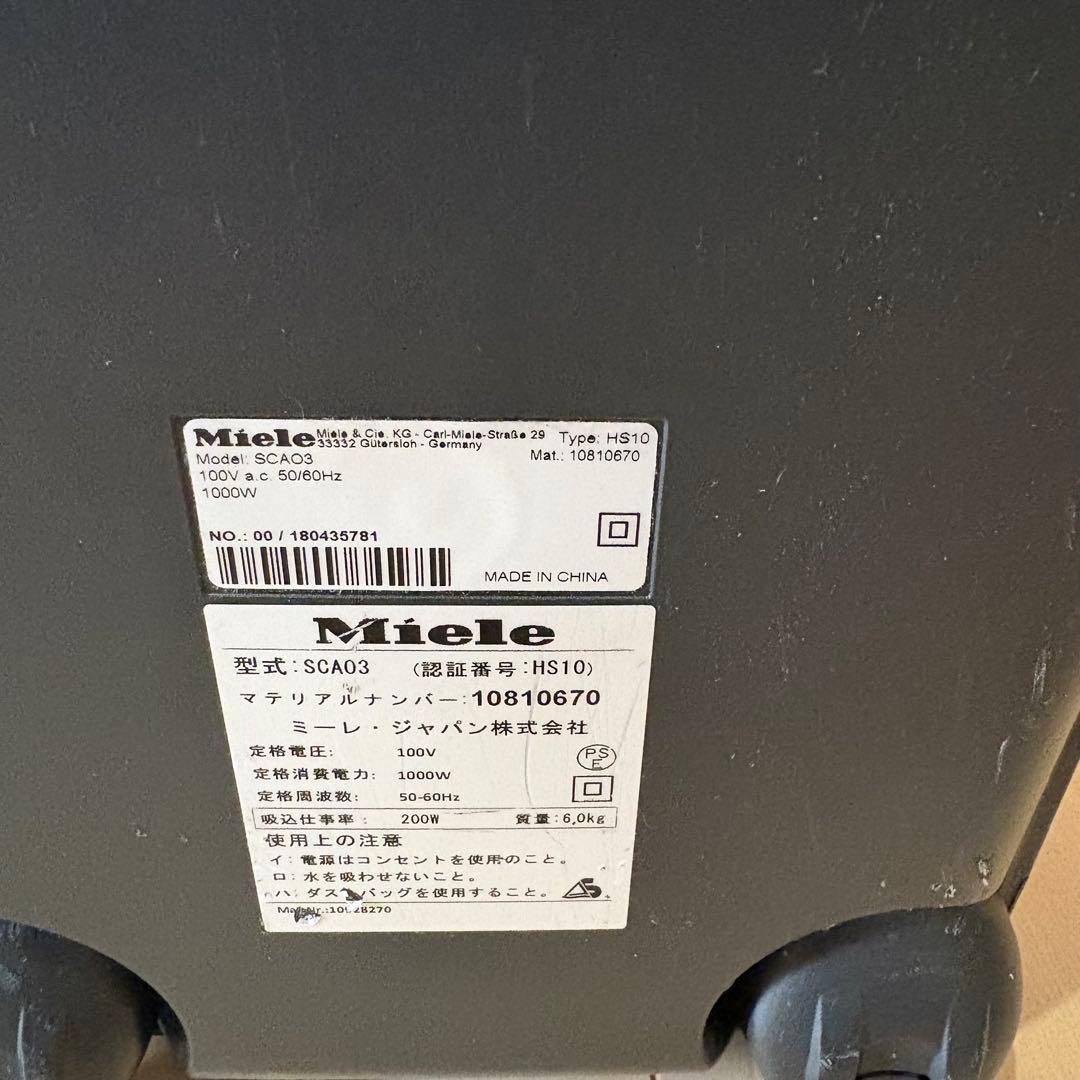 Miele Miele & Cie. KG - Carl-Miele-Straße 29 Type: HS10
33332 Gütersloh - Germany
Model: SCAO3 Mat.: 10810670
100V a.c. 50/60Hz
1000W
NO.: 00 / 180435781
MADE IN CHINA
Miele
型式:SCA03 (認証番号:HS10)
マテリアルナンバー:10810670
ミーレ・ジャパン株式会社
定格電圧: 100V
PS
E
定格消費電力: 1000W
定格周波数: 50-60Hz
吸込仕事率: 200W 質量:6,0kg
使用上の注意
イ:電源はコンセントを使用のこと。
ロ:水を吸わせないこと。
ハ:ダストバッグを使用すること。